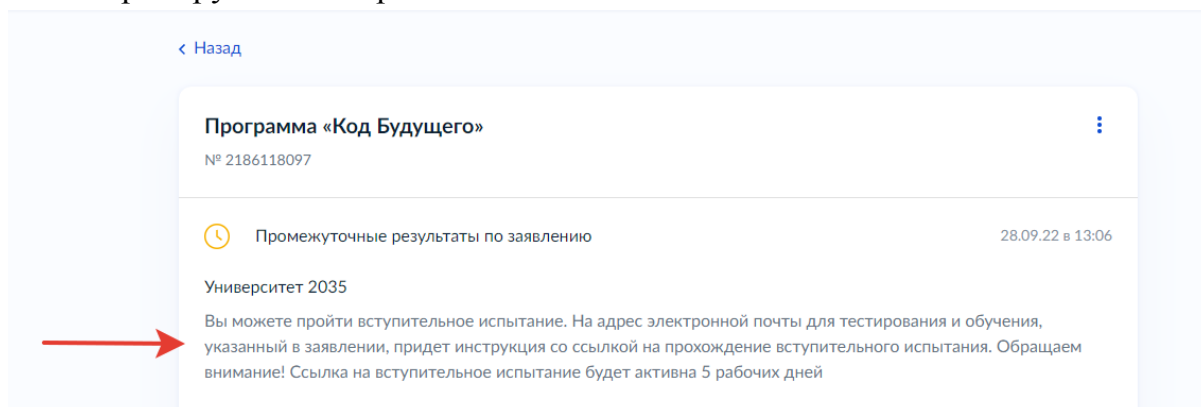 Назад
Программа «Код Будущего»
№ 2186118097
Промежуточные результаты по заявлению 28.09.22 в 13:06
Университет 2035
Вы можете пройти вступительное испытание. На адрес электронной почты для тестирования и обучения,
указанный в заявлении, придет инструкция со ссылкой на прохождение вступительного испытания. Обращаем
внимание! Ссылка на вступительное испытание будет активна 5 рабочих дней